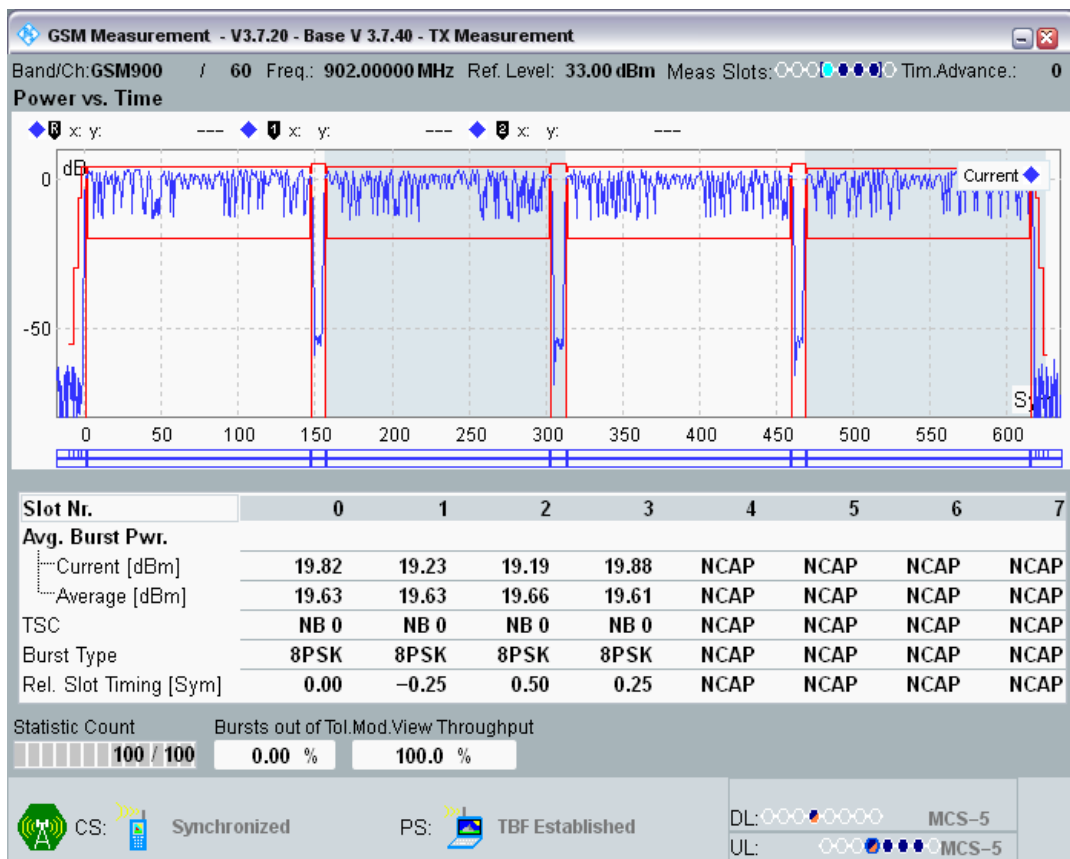 GSM Measurement - V3.7.20 - Base V 3.7.40 - TX Measurement
Band/Ch:GSM900 / 60 Freq.: 902.00000 MHz Ref. Level: 33.00 dBm Meas Slots: Tim.Advance.: 0
Power vs. Time
R x: y: --- 1 x: y: --- 2 x: y: ---
dB
Current
0
-50
0 50 100 150 200 250 300 350 400 450 500 550 600
Slot Nr. 0 1 2 3 4 5 6 7
Avg. Burst Pwr.
Current [dBm] 19.82 19.23 19.19 19.88 NCAP NCAP NCAP NCAP
Average [dBm] 19.63 19.63 19.66 19.61 NCAP NCAP NCAP NCAP
TSC NB 0 NB 0 NB 0 NB 0 NCAP NCAP NCAP NCAP
Burst Type 8PSK 8PSK 8PSK 8PSK NCAP NCAP NCAP NCAP
Rel. Slot Timing [Sym] 0.00 −0.25 0.50 0.25 NCAP NCAP NCAP NCAP
Statistic Count Bursts out of Tol. Mod.View Throughput
100 / 100 0.00 % 100.0 %
CS: Synchronized PS: TBF Established
DL: MCS−5
UL: MCS−5